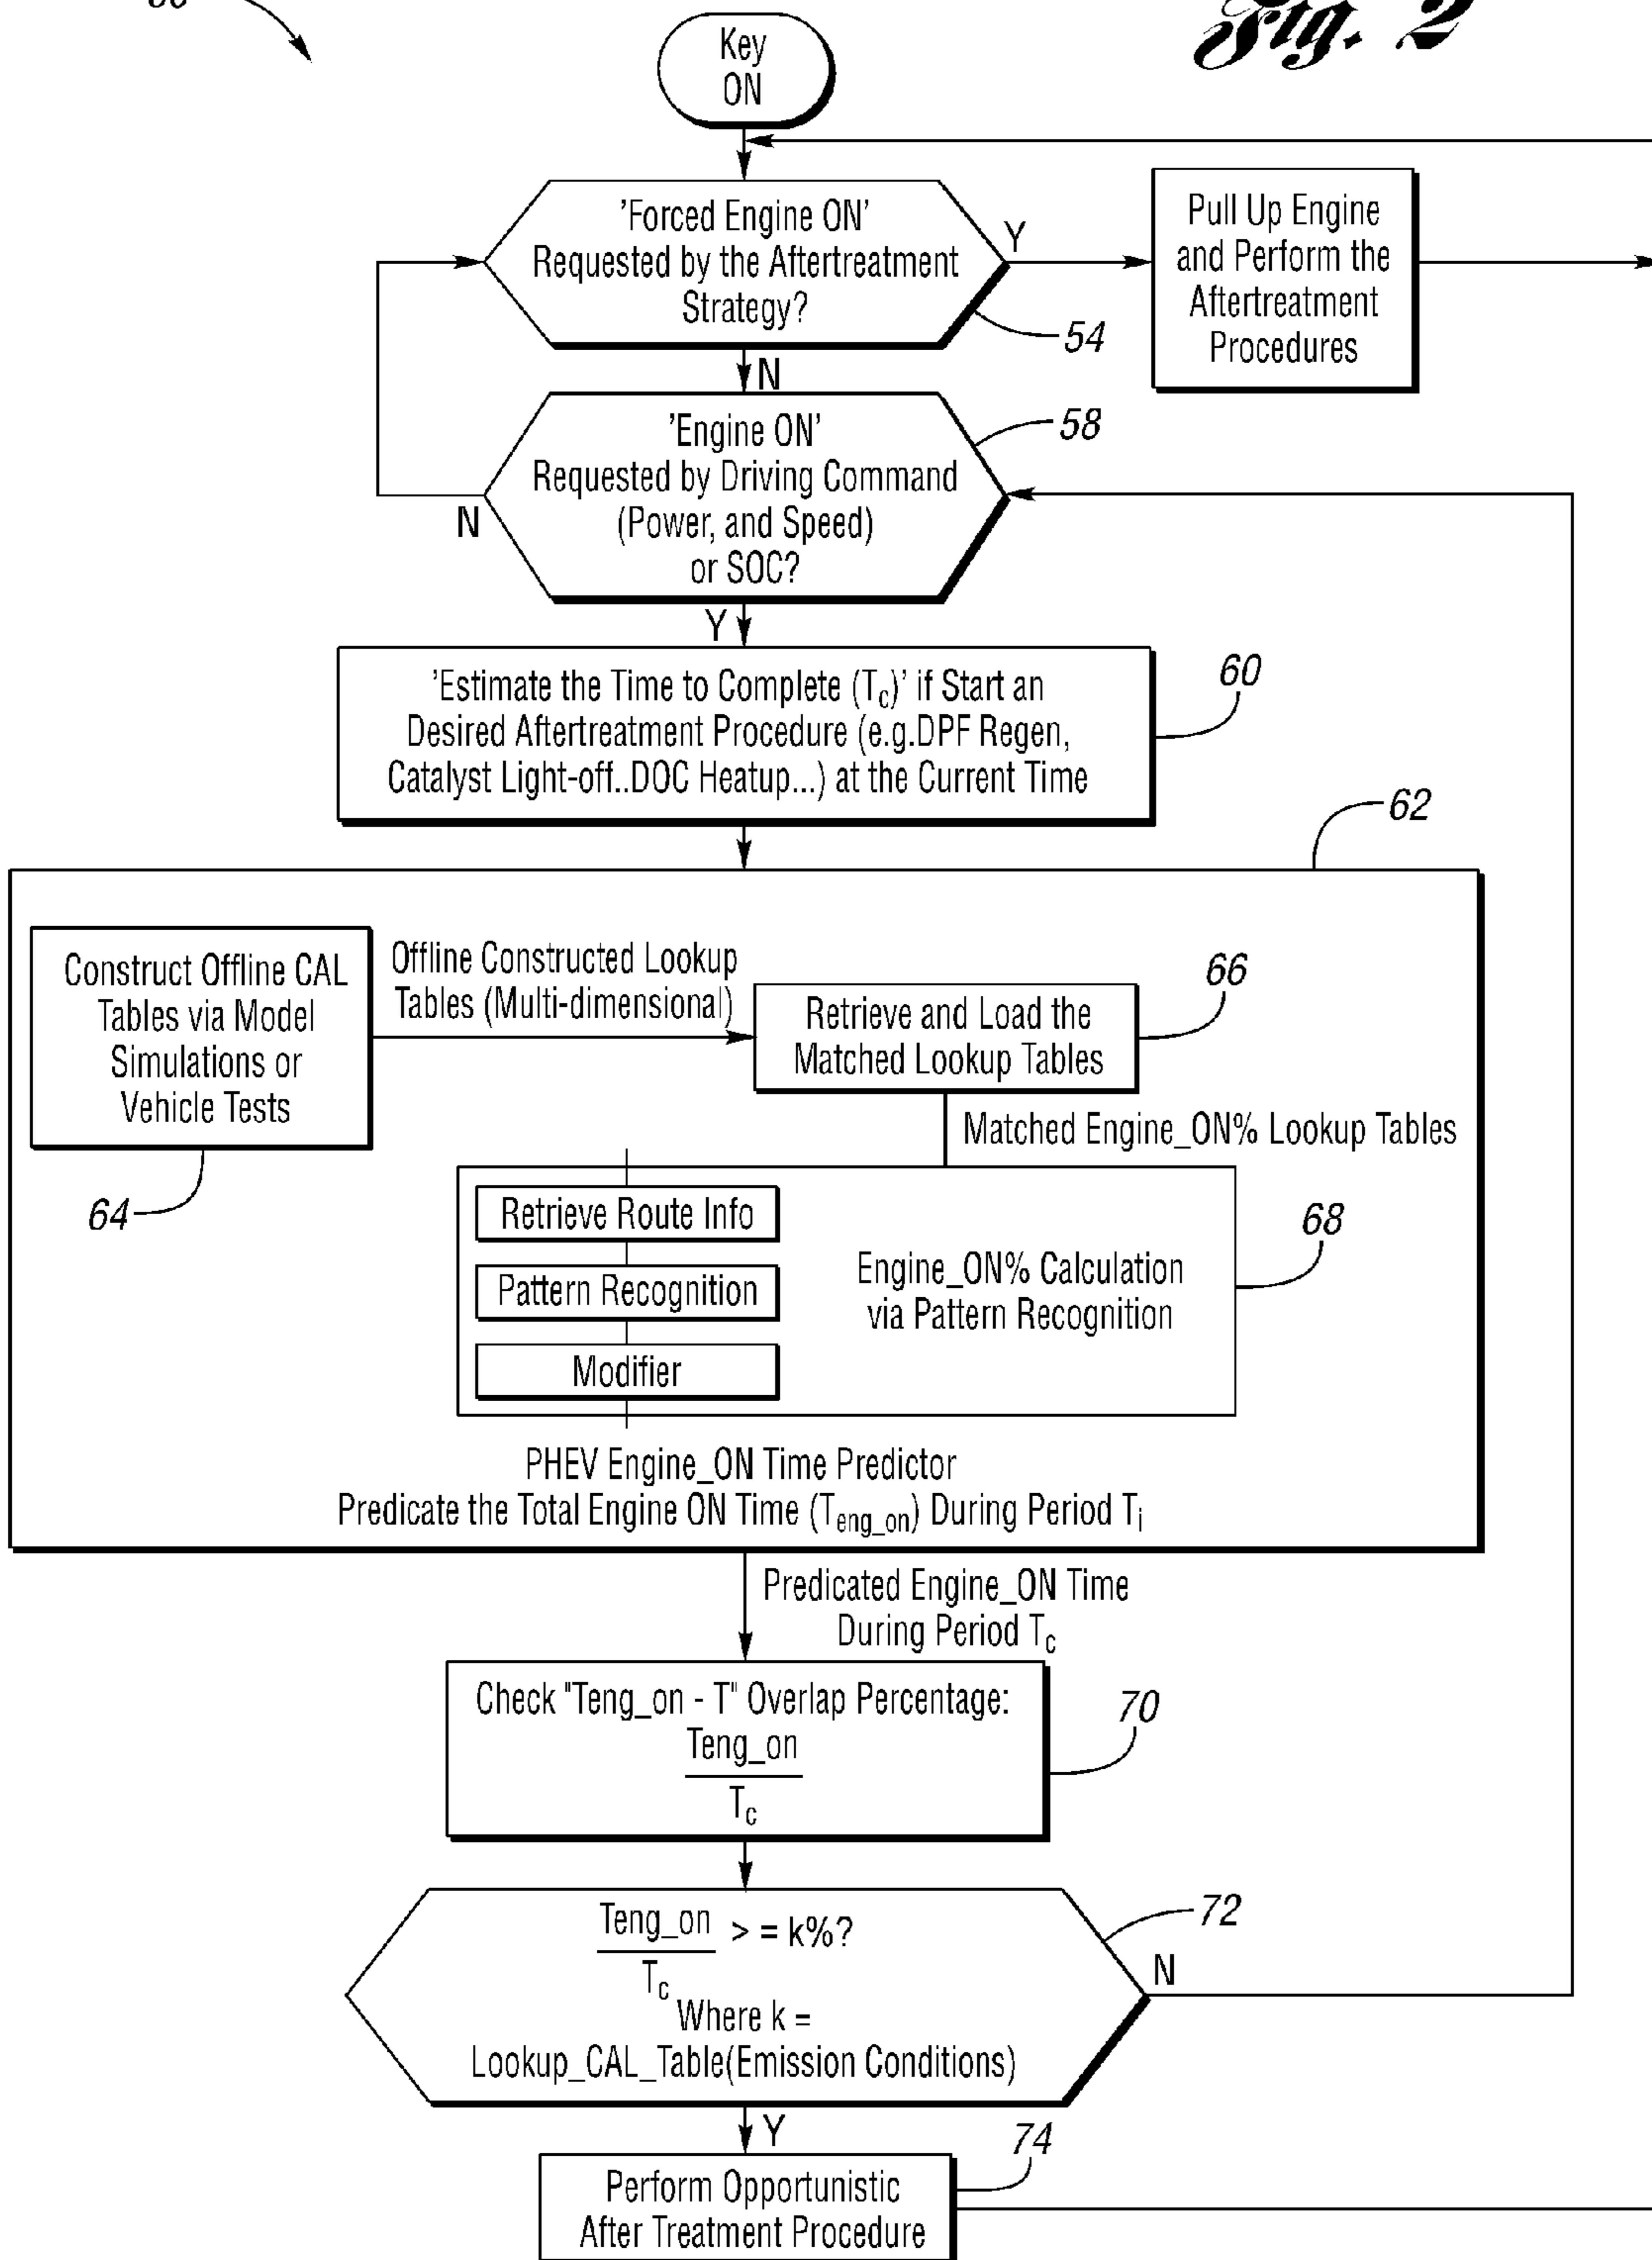 Fig. 2
Key
ON
'Forced Engine ON'
Requested by the Aftertreatment
Strategy?
Y
54
N
Pull Up Engine
and Perform the
Aftertreatment
Procedures
'Engine ON'
Requested by Driving Command
(Power, and Speed)
or SOC?
58
N
Y
'Estimate the Time to Complete (Tc)' if Start an
Desired Aftertreatment Procedure (e.g.DPF Regen,
Catalyst Light-off..DOC Heatup...) at the Current Time
60
62
Construct Offline CAL
Tables via Model
Simulations or
Vehicle Tests
64
Offline Constructed Lookup
Tables (Multi-dimensional)
Retrieve and Load the
Matched Lookup Tables
66
Matched Engine_ON% Lookup Tables
Retrieve Route Info
Pattern Recognition
Modifier
Engine_ON% Calculation
via Pattern Recognition
68
PHEV Engine_ON Time Predictor
Predicate the Total Engine ON Time (Teng_on) During Period Ti
Predicated Engine_ON Time
During Period Tc
Check "Teng_on - T" Overlap Percentage:
Teng_on
Tc
70
Teng_on
Tc
> = k%?
Where k =
Lookup_CAL_Table(Emission Conditions)
72
N
Y
Perform Opportunistic
After Treatment Procedure
74